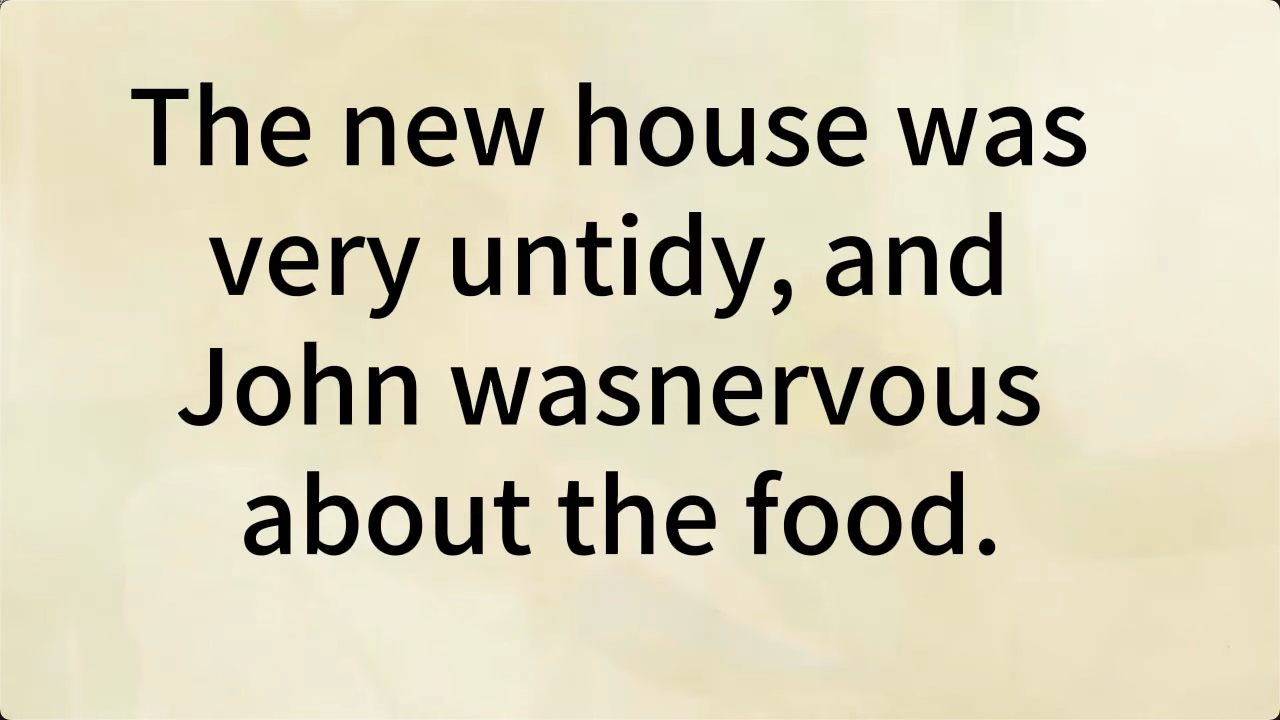 The new house was
very untidy, and
John wasnervous
about the food.